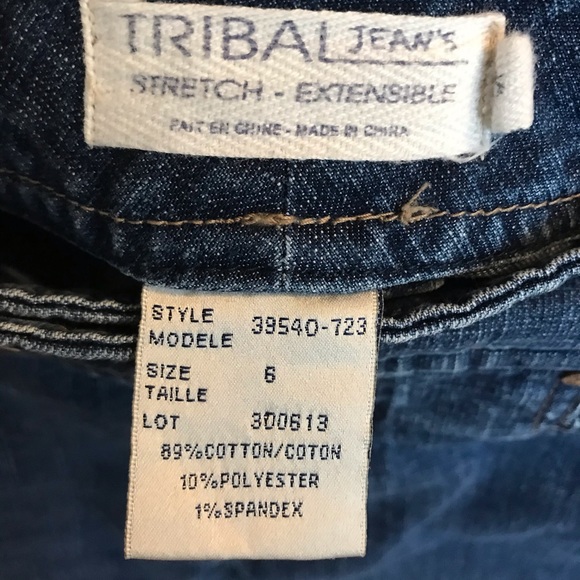 TRIBAL JEAN'S
STRETCH - EXTENSIBLE
FAIT EN CHINE - MADE IN CHINA
STYLE
MODELE 39540-723
SIZE
TAILLE 6
LOT 300613
89%COTTON/COTON
10%POLYESTER
1%SPANDEX